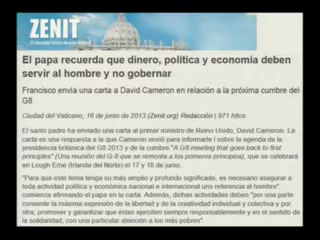 ZENIT
El papa recuerda que dinero, política y economía deben
servir al hombre y no gobernar
Francisco envía una carta a David Cameron en relación a la próxima cumbre del
G8
Ciudad del Vaticano, 16 de junio de 2013 (Zenit.org) Redacción | 971 hitos
El santo padre ha enviado una carta al primer ministro de Reino Unido, David Cameron. La
carta es una respuesta a la que Cameron envió para informarle l sobre la agenda de la
presidencia británica del G8 2013 y de la cumbre "A G8 meeting that goes back to first
principles" (Una reunión del G-8 que se remonta a los primeros principios), que se celebrará
en Lough Erne (Irlanda del Norte) el 17 y 18 de junio.
"Para que este tema tenga su más amplio y profundo significado, es necesario asegurar a
toda actividad política y económica nacional e internacional una referencia al hombre",
comienza afirmando el papa en la carta. Además, dichas actividades deben "por una parte
consentir la máxima expresión de la libertad y de la creatividad individual y colectiva y por
otra, promover y garantizar que éstas ejerciten siempre responsablemente y en el sentido de
la solidaridad, con una particular atención a los más pobres".